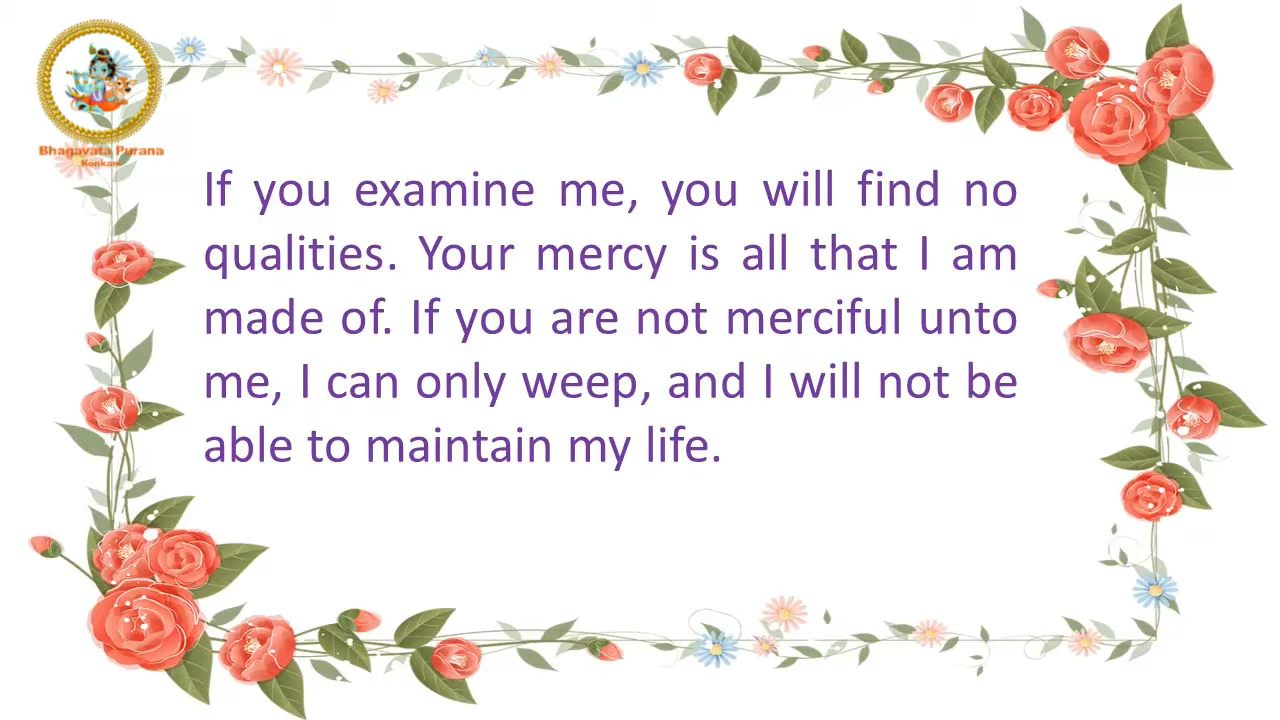 Bhagavata Purana
Konkani
If you examine me, you will find no
qualities. Your mercy is all that I am
made of. If you are not merciful unto
me, I can only weep, and I will not be
able to maintain my life.